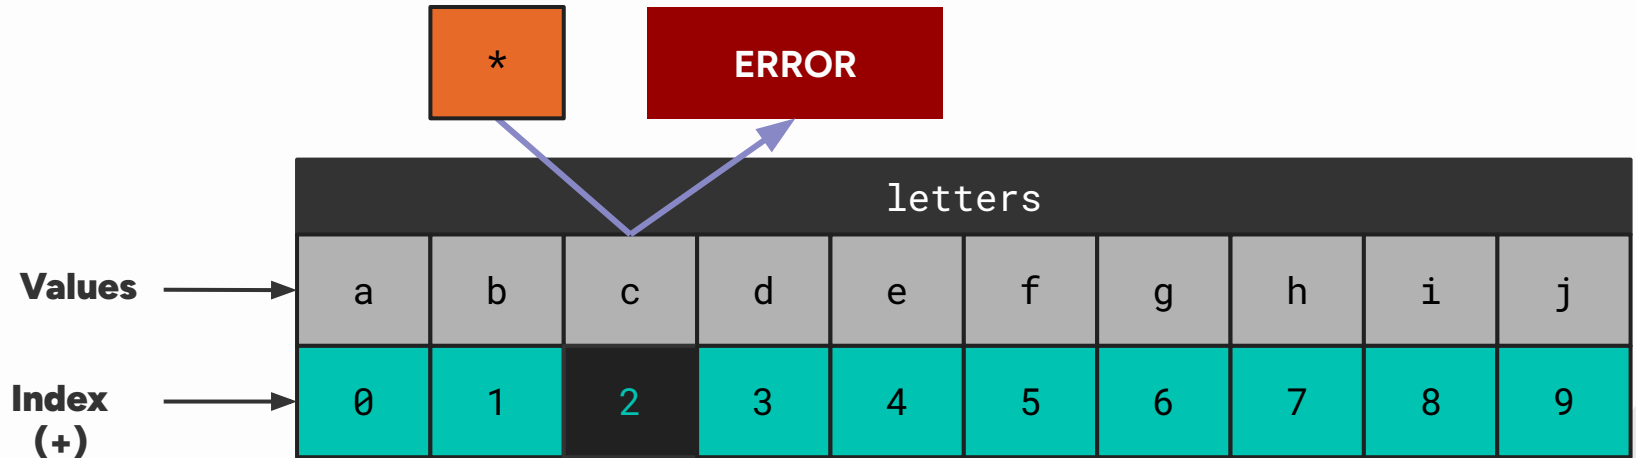 *
ERROR
letters
Values a b c d e f g h i j
Index 0 1 2 3 4 5 6 7 8 9
(+)